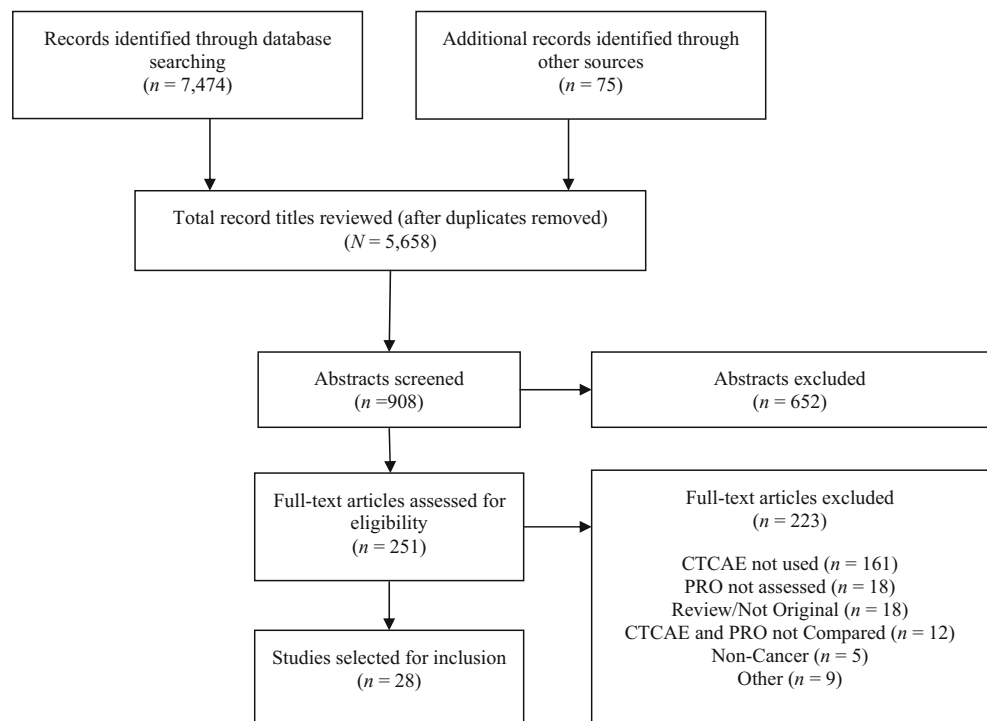 Records identified through database
searching
(n = 7,474)
Additional records identified through
other sources
(n = 75)
Total record titles reviewed (after duplicates removed)
(N = 5,658)
Abstracts screened
(n =908)
Abstracts excluded
n = 652)
Full-text articles assessed for
eligibility
(n = 251)
Full-text articles excluded
(n = 223)
CTCAE not used (n = 161)
PRO not assessed (n = 18)
Review/Not Original (n = 18)
CTCAE and PRO not Compared (n = 12)
Non-Cancer (n = 5)
Other (n = 9)
Studies selected for inclusion
(n = 28)